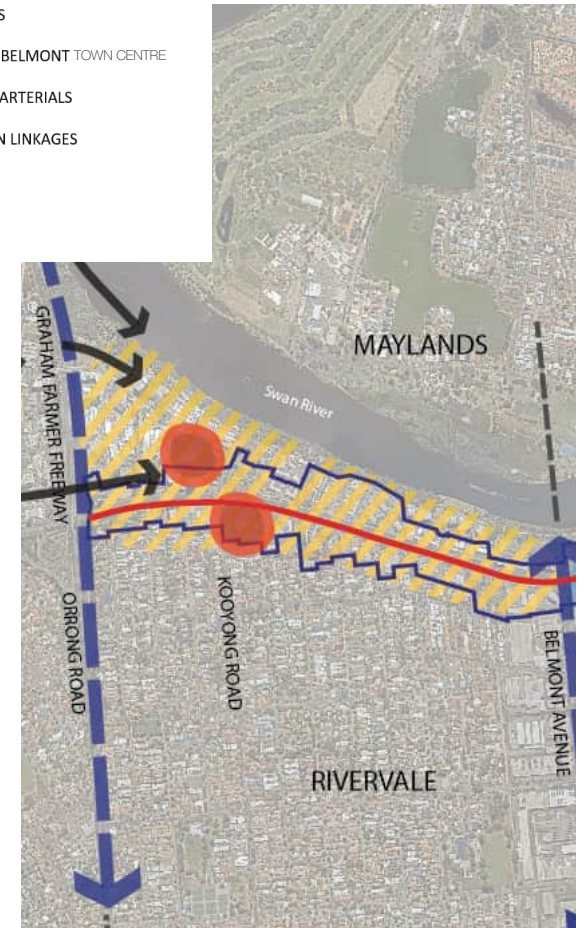 S
BELMONT TOWN CENTRE
ARTERIALS
N LINKAGES
MAYLANDS
GRAHAM FARMER FREEWAY
Swan River
ORRONG ROAD
KOOYONG ROAD
BELMONT AVENUE
RIVERVALE